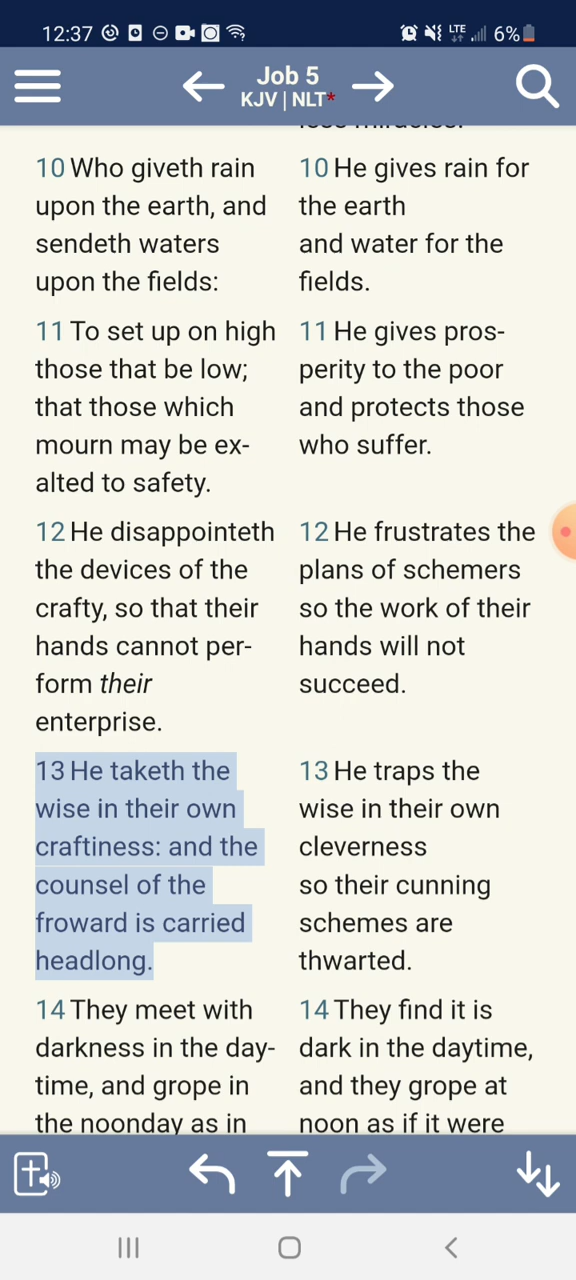 12:37
LTE
6%
Job 5
KJV | NLT*
10 Who giveth rain
upon the earth, and
sendeth waters
upon the fields:
11 To set up on high
those that be low;
that those which
mourn may be ex-
alted to safety.
12 He disappointeth
the devices of the
crafty, so that their
hands cannot per-
form their
enterprise.
13 He taketh the
wise in their own
craftiness: and the
counsel of the
froward is carried
headlong.
14 They meet with
darkness in the day-
time, and grope in
the noonday as in
less miracles.
10 He gives rain for
the earth
and water for the
fields.
11 He gives pros-
perity to the poor
and protects those
who suffer.
12 He frustrates the
plans of schemers
so the work of their
hands will not
succeed.
13 He traps the
wise in their own
cleverness
so their cunning
schemes are
thwarted.
14 They find it is
dark in the daytime,
and they grope at
noon as if it were